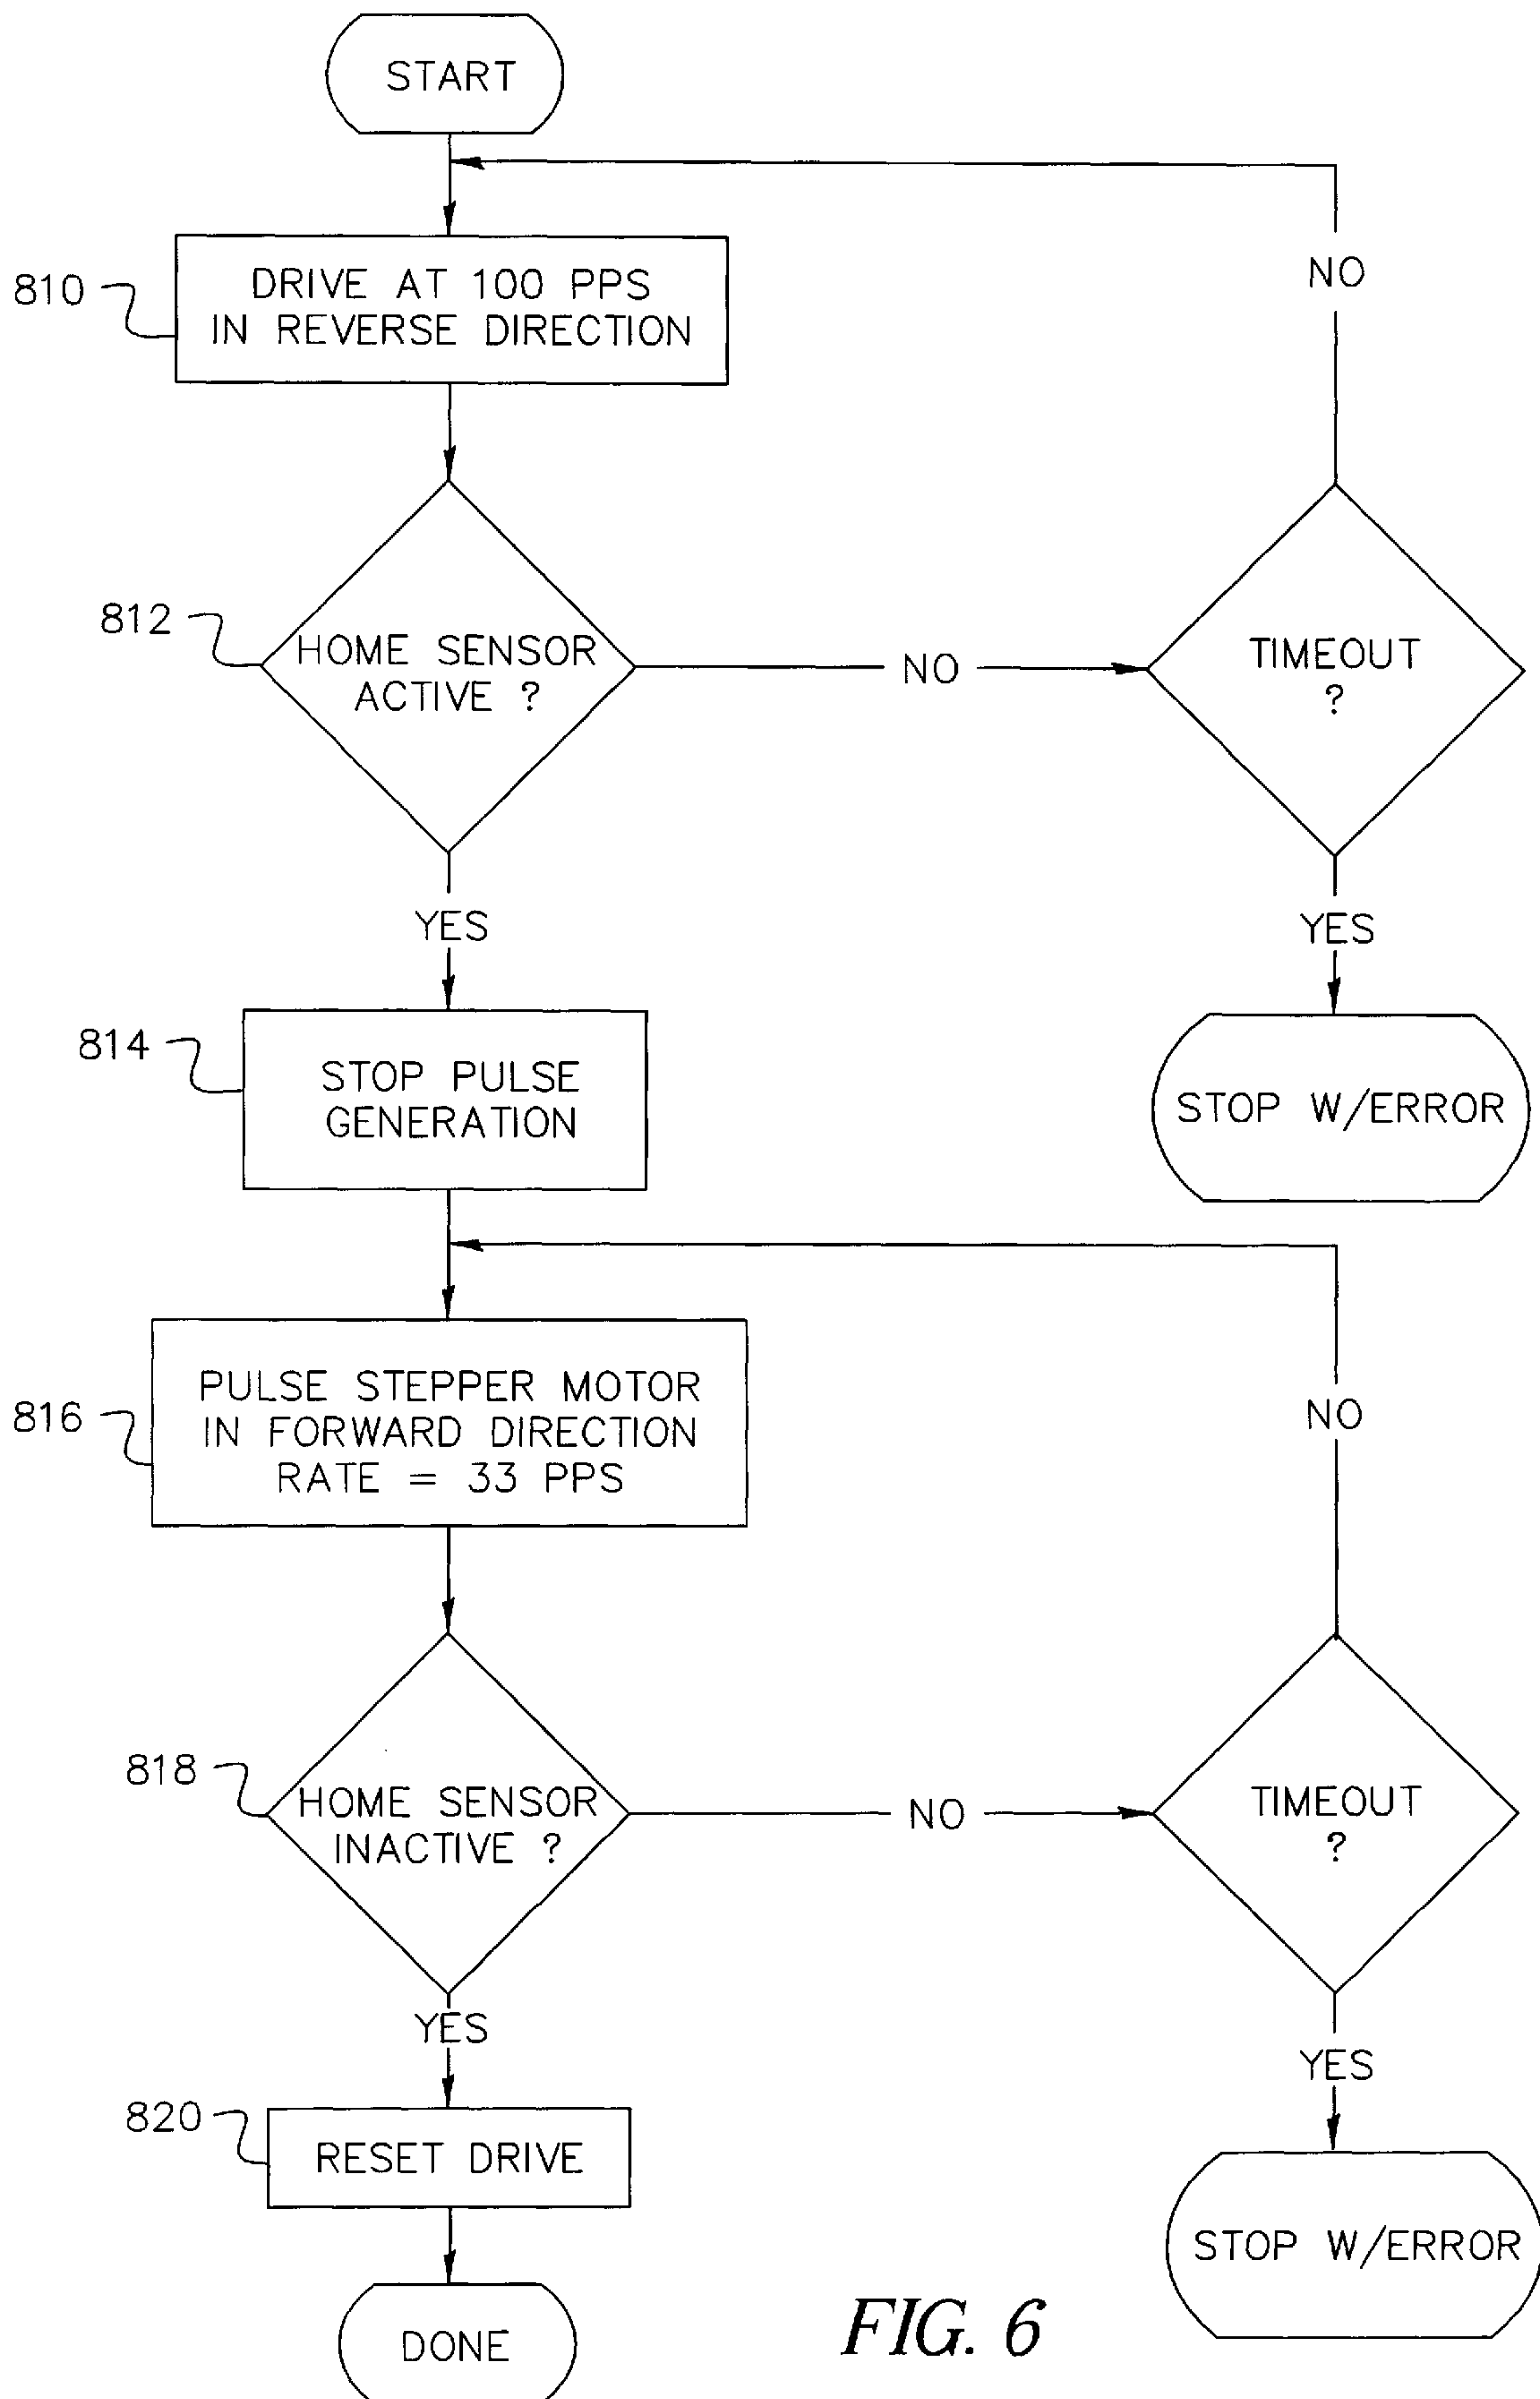 START
NO
810
DRIVE AT 100 PPS
IN REVERSE DIRECTION
812
HOME SENSOR
ACTIVE ?
NO
TIMEOUT
?
YES
YES
814
STOP PULSE
GENERATION
STOP W/ERROR
816
PULSE STEPPER MOTOR
IN FORWARD DIRECTION
RATE = 33 PPS
NO
818
HOME SENSOR
INACTIVE ?
NO
TIMEOUT
?
YES
YES
820
RESET DRIVE
STOP W/ERROR
DONE
FIG. 6